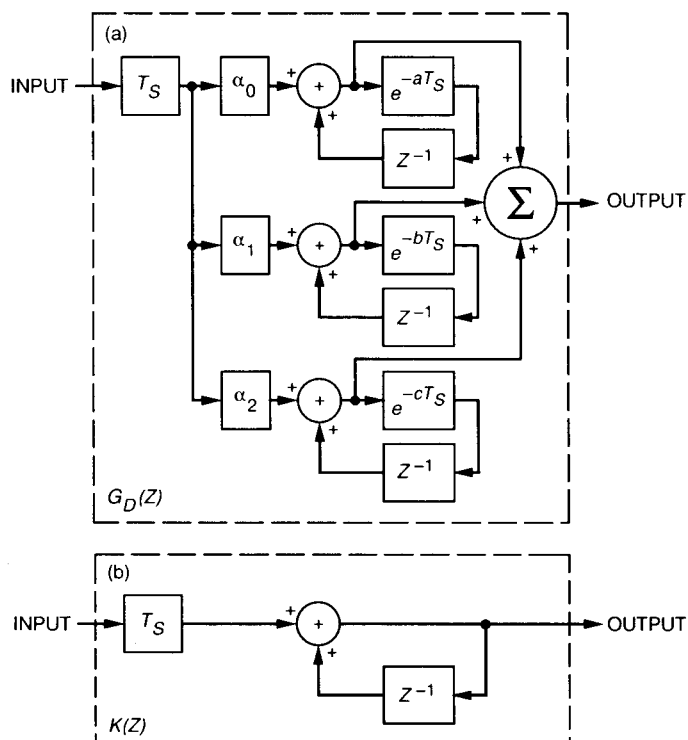 (a)
INPUT
T_S
α_0
+
+
+
e^{-aT_S}
Z^{-1}
+
+
+
Σ
OUTPUT
α_1
+
+
+
e^{-bT_S}
Z^{-1}
α_2
+
+
+
e^{-cT_S}
Z^{-1}
G_D(Z)
(b)
INPUT
T_S
+
+
+
OUTPUT
Z^{-1}
K(Z)